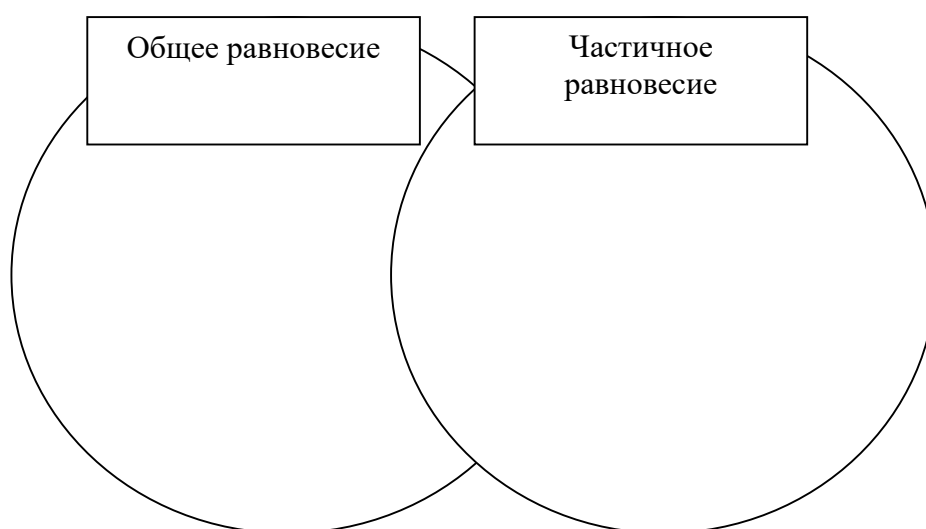 Общее равновесие
Частичное
равновесие